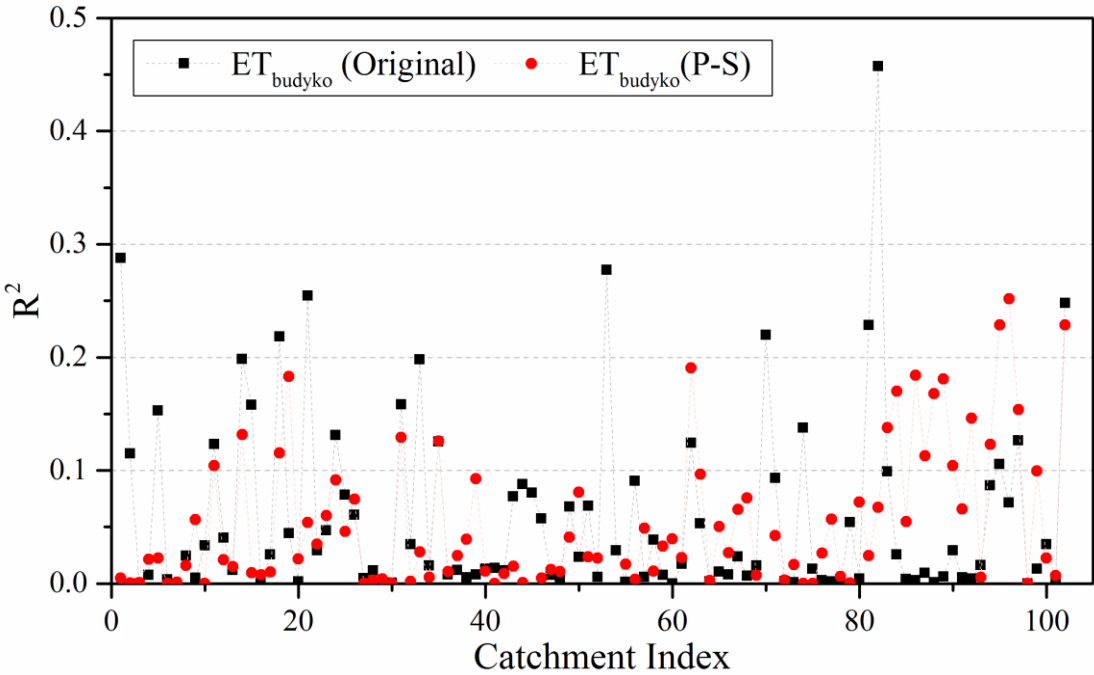 0.5
0.4
0.3
0.2
0.1
0.0
R²
ET_budyko (Original)
ET_budyko(P-S)
0 20 40 60 80 100
Catchment Index